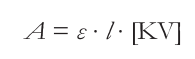 A = ε · l · [KV]